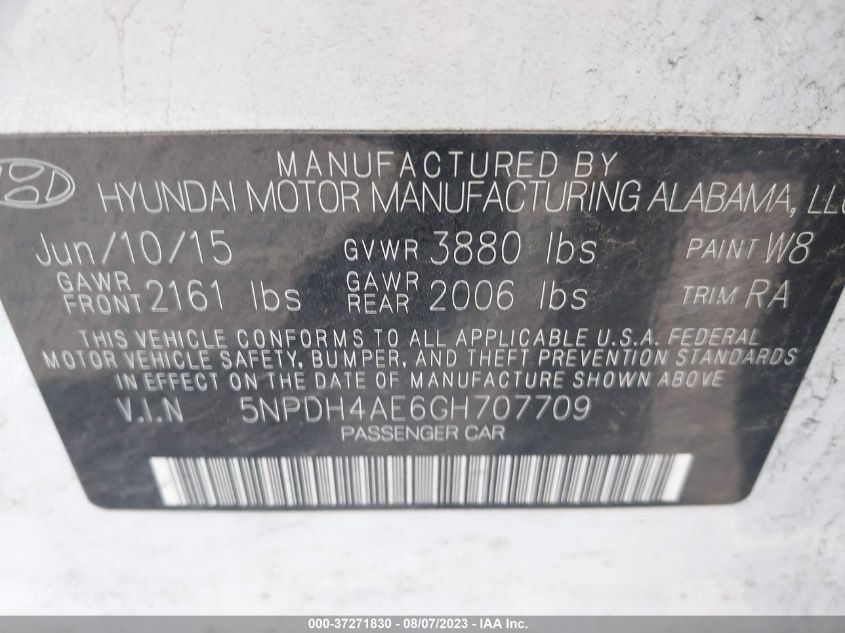 MANUFACTURED BY
HYUNDAI MOTOR MANUFACTURING ALABAMA, LLC
Jun/10/15 GVWR 3880 lbs PAINT W8
GAWR FRONT 2161 lbs GAWR REAR 2006 lbs TRIM RA
THIS VEHICLE CONFORMS TO ALL APPLICABLE U.S.A. FEDERAL
MOTOR VEHICLE SAFETY, BUMPER, AND THEFT PREVENTION STANDARDS
IN EFFECT ON THE DATE OF MANUFACTURE SHOWN ABOVE.
V.I.N 5NPDH4AE6GH707709
PASSENGER CAR
000-37271830 - 08/07/2023 - IAA Inc.